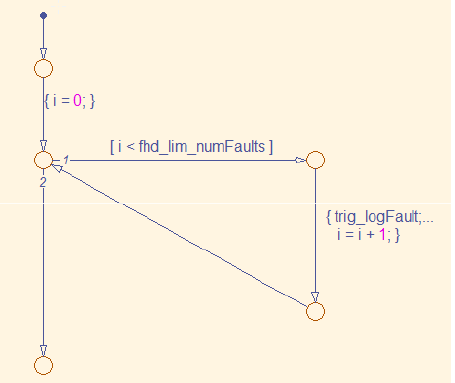 { i = 0; }
[ i < fhd_lim_numFaults ]
1
2
{ trig_logFault;...
i = i + 1; }